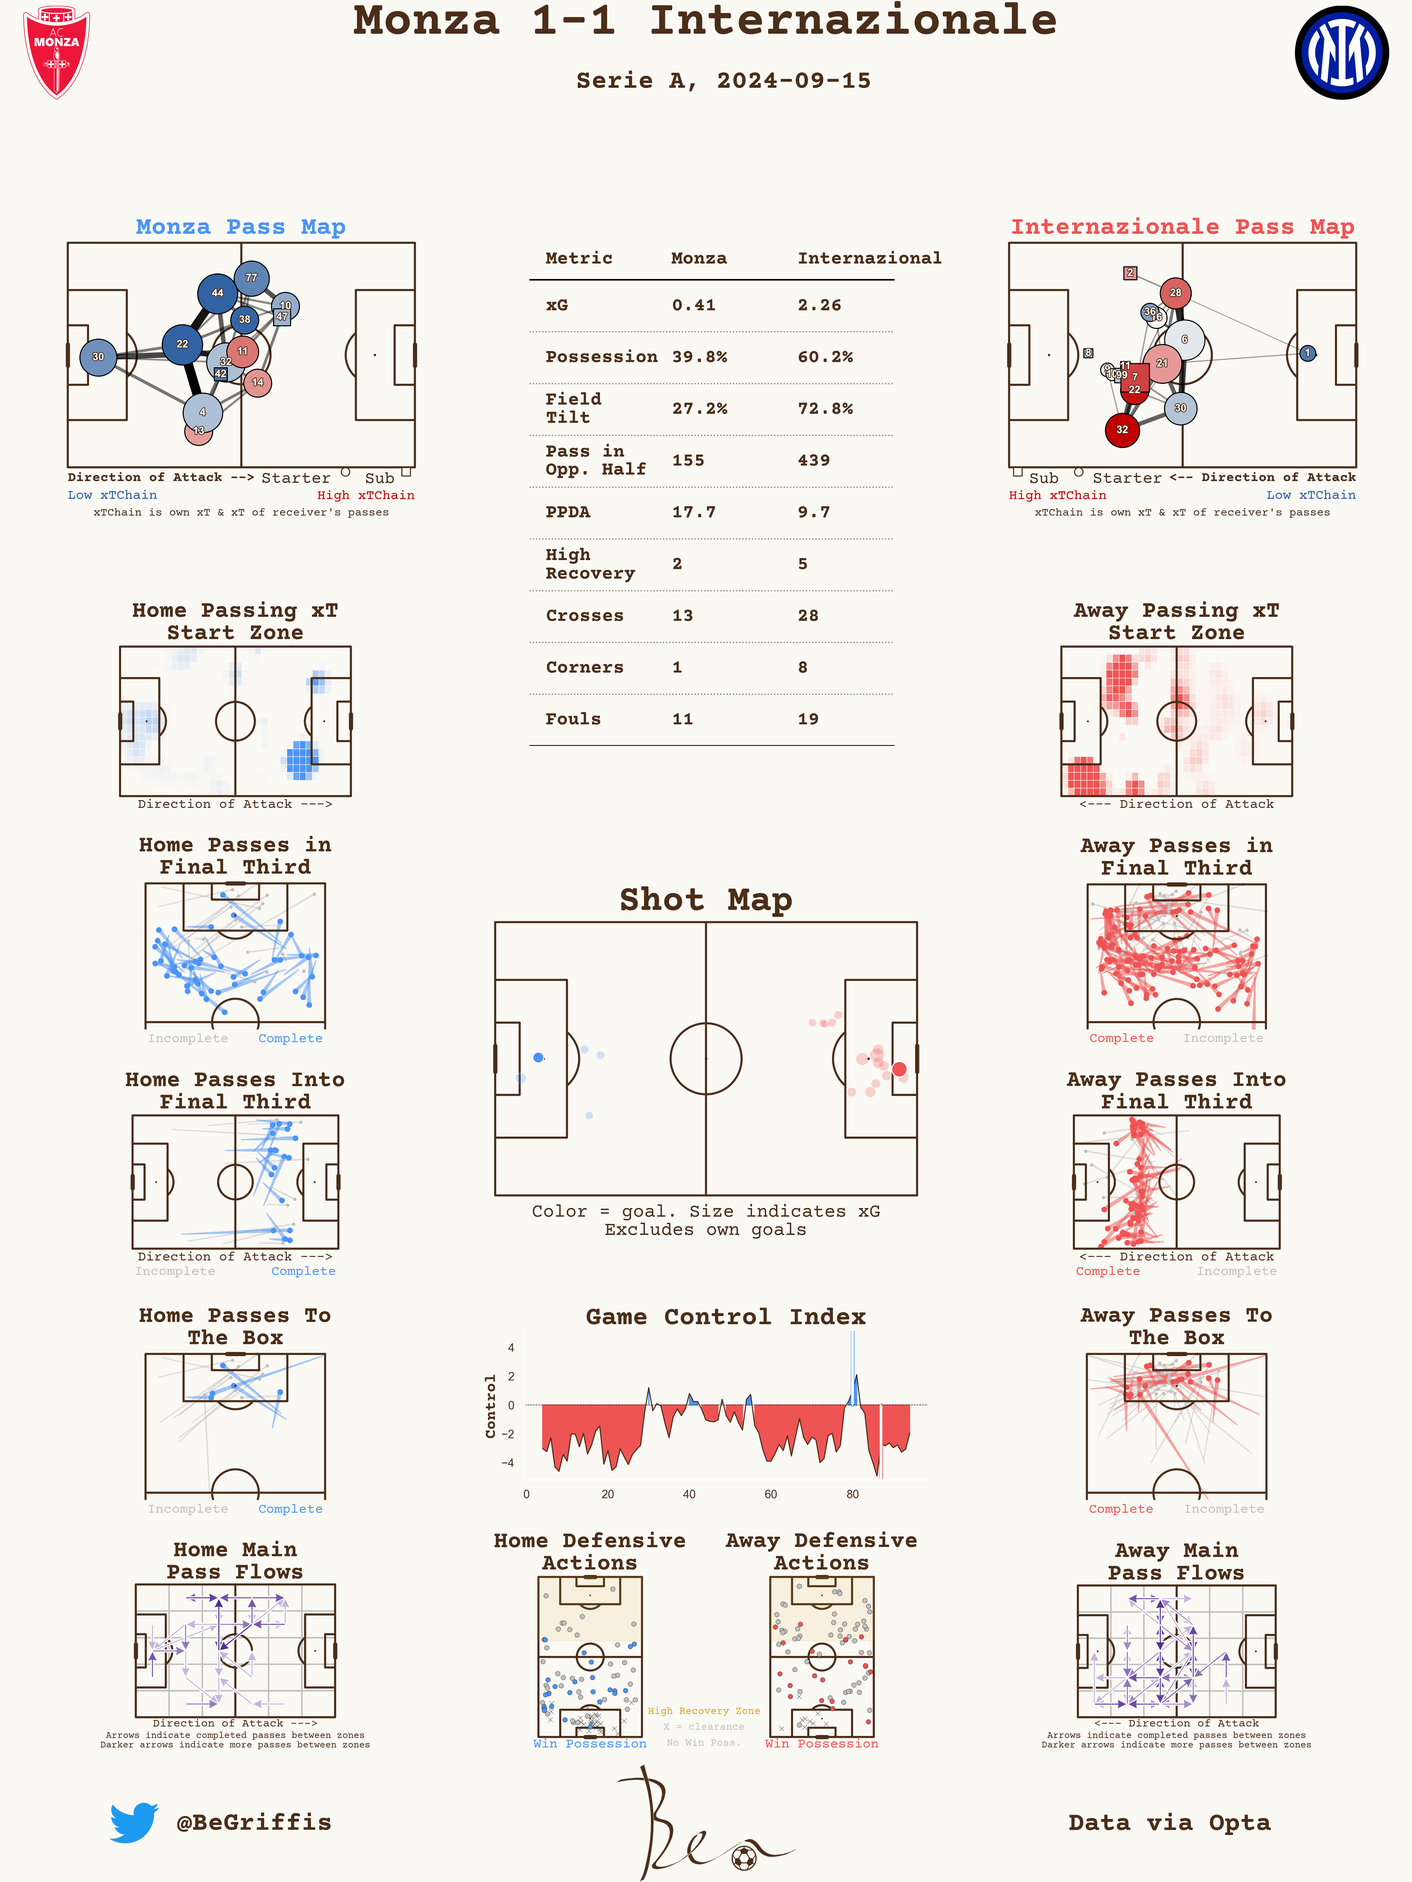 Monza 1-1 Internazionale
Serie A, 2024-09-15
AC
MONZA
Monza Pass Map
77
44
10
47
38
22
11
30
32
42
14
4
13
Direction of Attack --> Starter Sub
Low xTChain High xTChain
xTChain is own xT & xT of receiver's passes
Metric Monza Internazional
xG 0.41 2.26
Possession 39.8% 60.2%
Field
Tilt 27.2% 72.8%
Pass in
Opp. Half 155 439
PPDA 17.7 9.7
High
Recovery 2 5
Crosses 13 28
Corners 1 8
Fouls 11 19
Internazionale Pass Map
2
28
36
6
8
1
21
11
99
7
22
30
32
Sub Starter <-- Direction of Attack
High xTChain Low xTChain
xTChain is own xT & xT of receiver's passes
Home Passing xT
Start Zone
Direction of Attack --->
Away Passing xT
Start Zone
<--- Direction of Attack
Home Passes in
Final Third
Incomplete Complete
Shot Map
Color = goal. Size indicates xG
Excludes own goals
Away Passes in
Final Third
Complete Incomplete
Home Passes Into
Final Third
Direction of Attack --->
Incomplete Complete
Away Passes Into
Final Third
<--- Direction of Attack
Complete Incomplete
Home Passes To
The Box
Incomplete Complete
Game Control Index
Control
4
2
0
−2
−4
0 20 40 60 80
Away Passes To
The Box
Complete Incomplete
Home Main
Pass Flows
Direction of Attack --->
Arrows indicate completed passes between zones
Darker arrows indicate more passes between zones
Home Defensive
Actions
Win Possession
Away Defensive
Actions
Win Possession
High Recovery Zone
X = clearance
No Win Poss.
Away Main
Pass Flows
<--- Direction of Attack
Arrows indicate completed passes between zones
Darker arrows indicate more passes between zones
@BeGriffis
Ben
Data via Opta